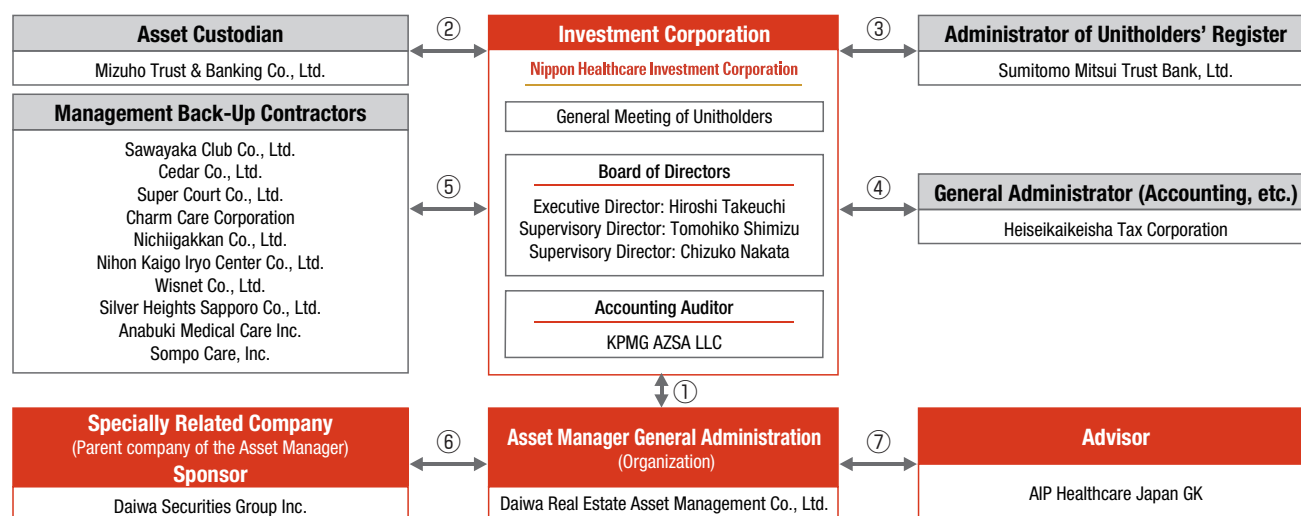 Asset Custodian
Mizuho Trust & Banking Co., Ltd.
②
Investment Corporation
Nippon Healthcare Investment Corporation
General Meeting of Unitholders
Board of Directors
Executive Director: Hiroshi Takeuchi
Supervisory Director: Tomohiko Shimizu
Supervisory Director: Chizuko Nakata
Accounting Auditor
KPMG AZSA LLC
③
Administrator of Unitholders’ Register
Sumitomo Mitsui Trust Bank, Ltd.
Management Back-Up Contractors
Sawayaka Club Co., Ltd.
Cedar Co., Ltd.
Super Court Co., Ltd.
Charm Care Corporation
Nichiigakkan Co., Ltd.
Nihon Kaigo Iryo Center Co., Ltd.
Wisnet Co., Ltd.
Silver Heights Sapporo Co., Ltd.
Anabuki Medical Care Inc.
Sompo Care, Inc.
⑤
④
General Administrator (Accounting, etc.)
Heiseikaikeisha Tax Corporation
①
Specially Related Company
(Parent company of the Asset Manager)
Sponsor
Daiwa Securities Group Inc.
⑥
Asset Manager General Administration
(Organization)
Daiwa Real Estate Asset Management Co., Ltd.
⑦
Advisor
AIP Healthcare Japan GK